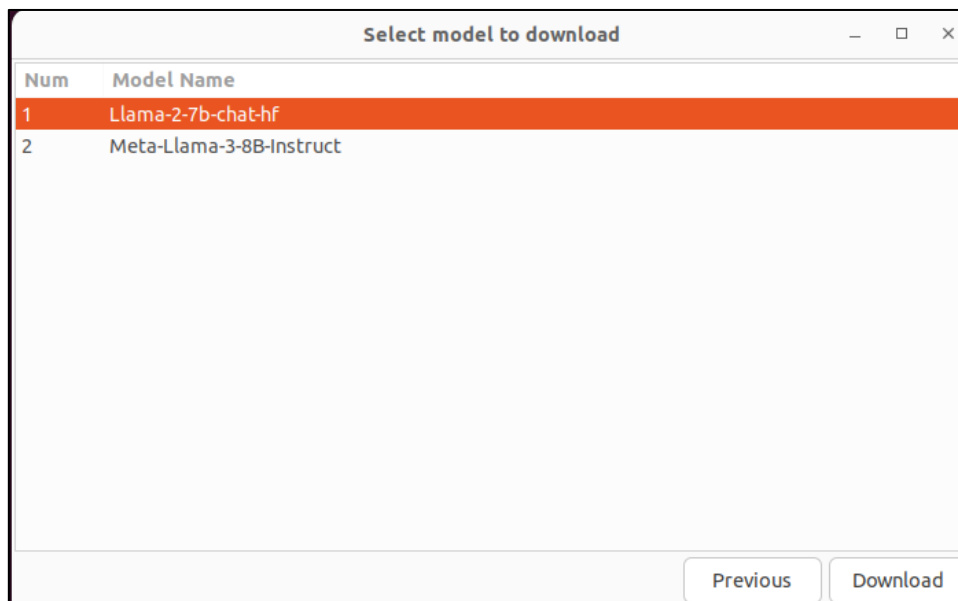 Select model to download
Num Model Name
1 Llama-2-7b-chat-hf
2 Meta-Llama-3-8B-Instruct
Previous Download